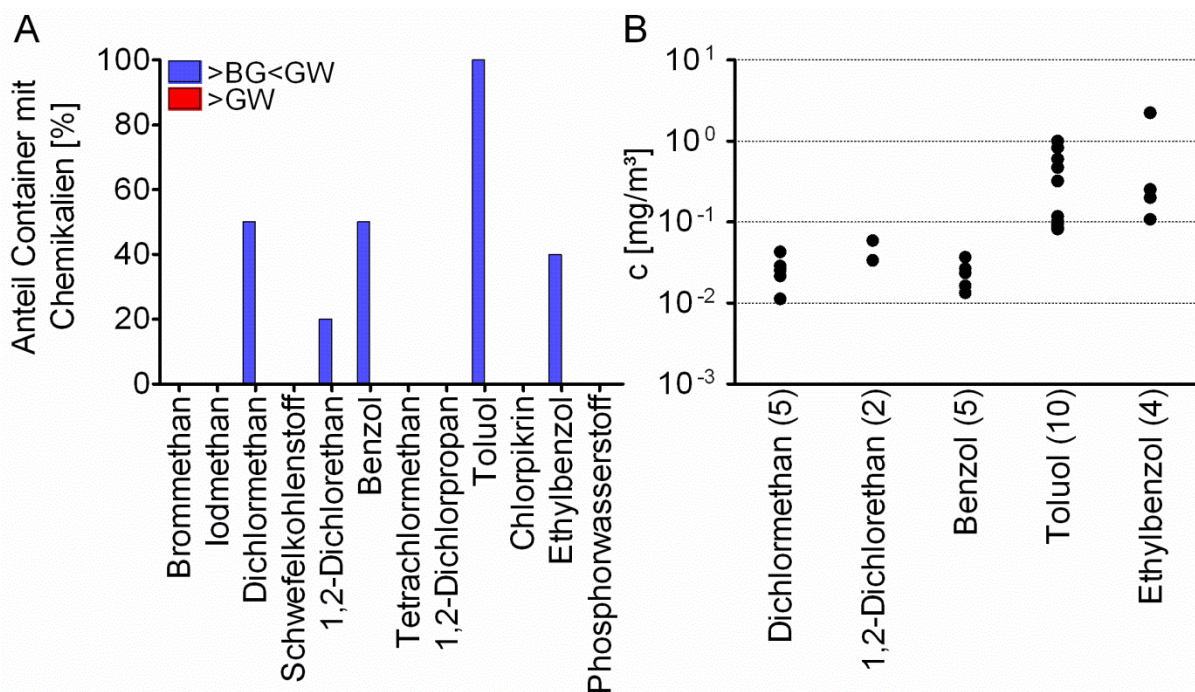 A
Anteil Container mit
Chemikalien [%]
100
80
60
40
20
0
>BG<GW
>GW
Brommethan
Iodmethan
Dichlormethan
Schwefelkohlenstoff
1,2-Dichlorethan
Benzol
Tetrachlormethan
1,2-Dichlorpropan
Toluol
Chlorpikrin
Ethylbenzol
Phosphorwasserstoff
B
c [mg/m³]
10¹
10⁰
10⁻¹
10⁻²
10⁻³
Dichlormethan (5)
1,2-Dichlorethan (2)
Benzol (5)
Toluol (10)
Ethylbenzol (4)